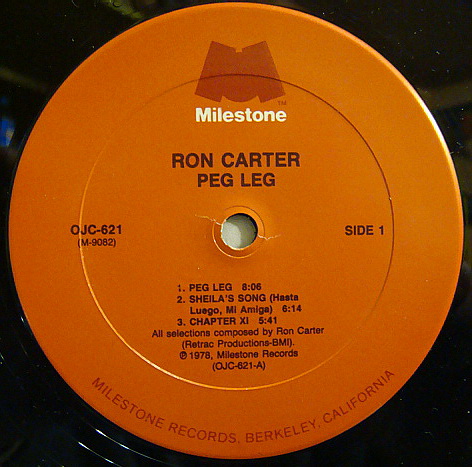 Milestone™
RON CARTER
PEG LEG
OJC-621
(M-9082)
SIDE 1
1. PEG LEG 8:06
2. SHEILA'S SONG (Hasta
Luego, Mi Amiga) 6:14
3. CHAPTER XI 5:41
All selections composed by Ron Carter
(Retrac Productions-BMI).
℗ 1978, Milestone Records
(OJC-621-A)
MILESTONE RECORDS, BERKELEY, CALIFORNIA